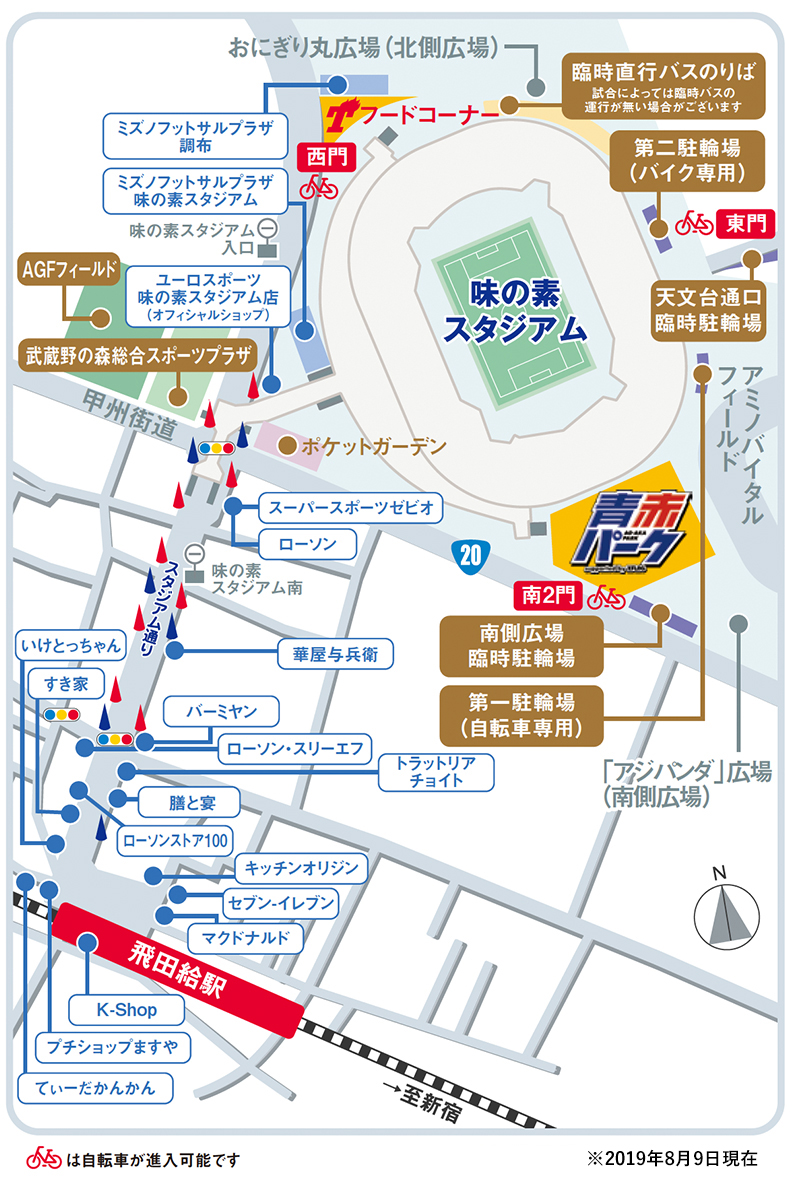 おにぎり丸広場(北側広場)
臨時直行バスのりば
試合によっては臨時バスの
運行が無い場合がございます
フードコーナー
ミズノフットサルプラザ
調布
西門
第二駐輪場
(バイク専用)
ミズノフットサルプラザ
味の素スタジアム
味の素スタジアム
入口
東門
AGFフィールド
ユーロスポーツ
味の素スタジアム店
(オフィシャルショップ)
味の素
スタジアム
天文台通口
臨時駐輪場
武蔵野の森総合スポーツプラザ
アミノバイタル
フィールド
甲州街道
ポケットガーデン
スーパースポーツゼビオ
青赤
パーク
AO-AKA
PARK
ローソン
20
味の素
スタジアム南
スタジアム通り
南2門
いけとっちゃん
華屋与兵衛
南側広場
臨時駐輪場
すき家
バーミヤン
第一駐輪場
(自転車専用)
ローソン・スリーエフ
トラットリア
チョイト
「アジパンダ」広場
(南側広場)
膳と宴
ローソンストア100
キッチンオリジン
N
セブン-イレブン
マクドナルド
飛田給駅
K-Shop
プチショップますや
てぃーだかんかん
→至新宿
は自転車が進入可能です
※2019年8月9日現在